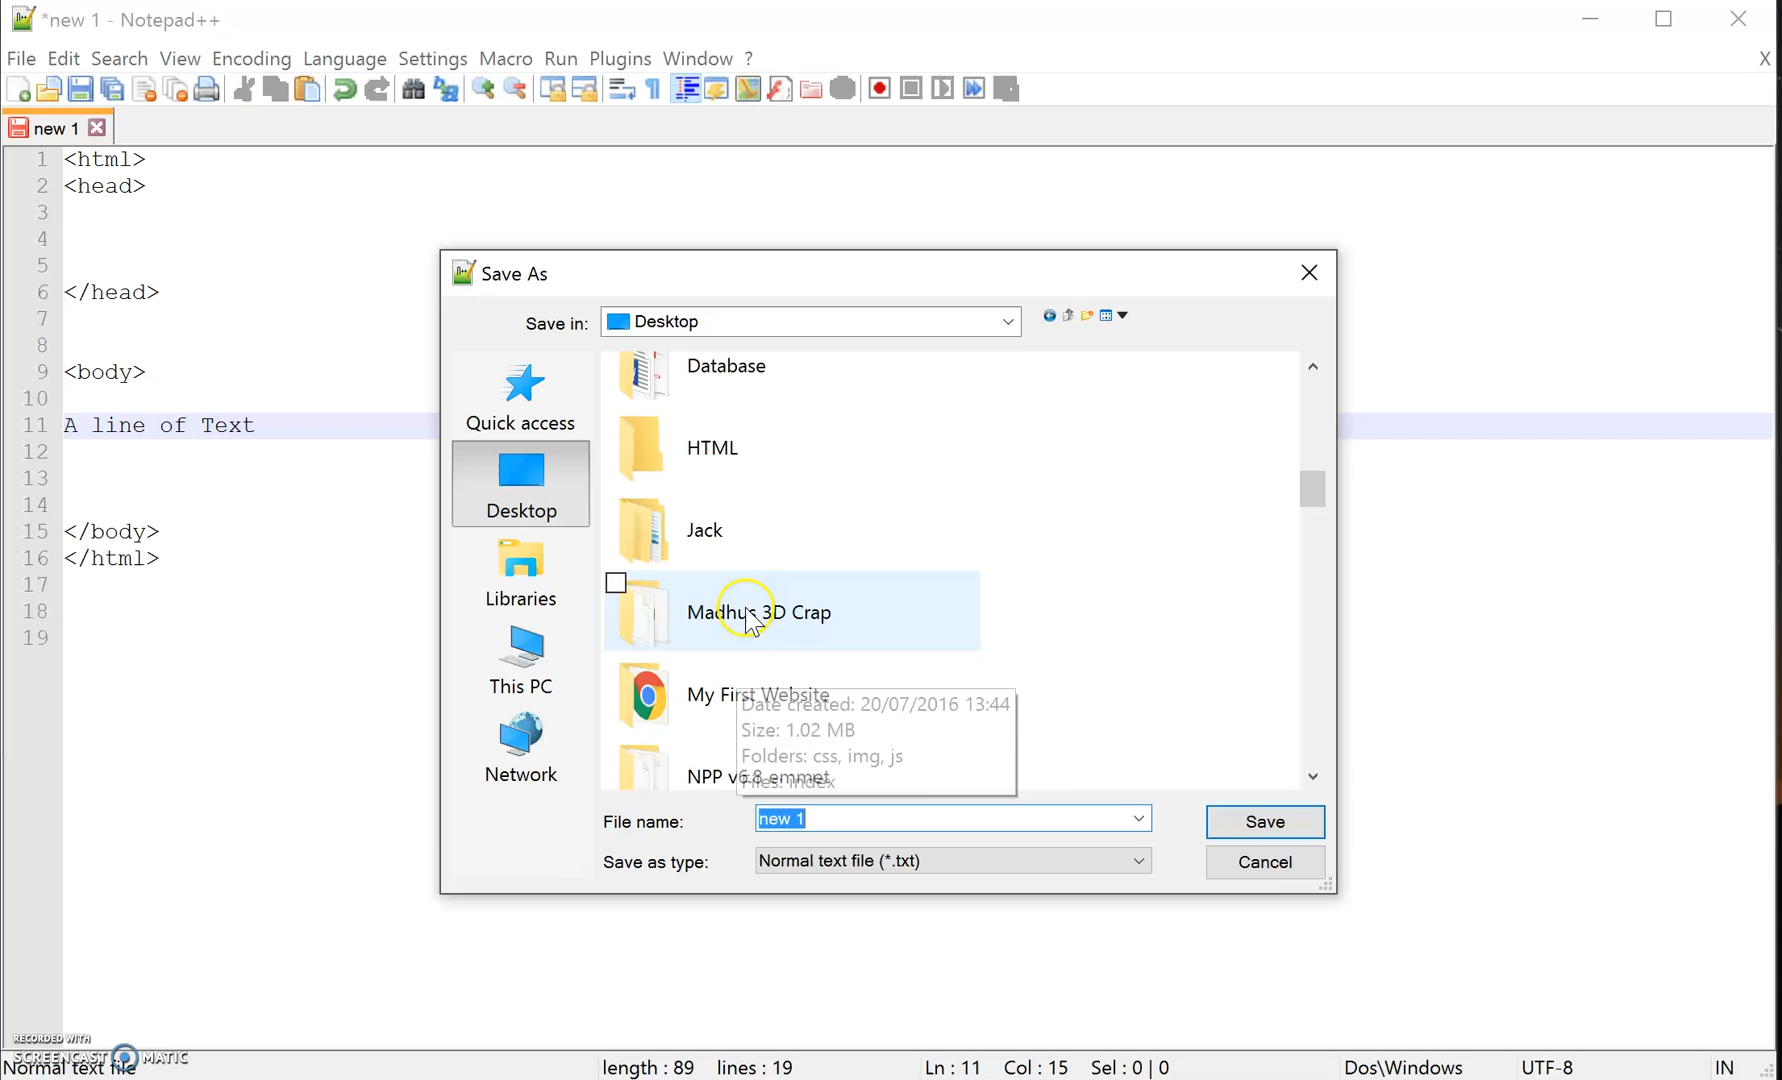 *new 1 - Notepad++
File Edit Search View Encoding Language Settings Macro Run Plugins Window ?
X
new 1
1 <html>
2 <head>
3
4
5
6 </head>
7
8
9 <body>
10
11 A line of Text
12
13
14
15 </body>
16 </html>
17
18
19
Save As
Save in: Desktop
Quick access
Desktop
Libraries
This PC
Network
Database
HTML
Jack
Madhus 3D Crap
My First Website
Date created: 20/07/2016 13:44
Size: 1.02 MB
Folders: css, img, js
NPP v6.8 emmet
Files: index
File name: new 1
Save
Save as type: Normal text file (*.txt)
Cancel
RECORDED WITH
SCREENCAST MATIC
Normal text file
length : 89 lines : 19
Ln : 11 Col : 15 Sel : 0 | 0
Dos\Windows
UTF-8
IN